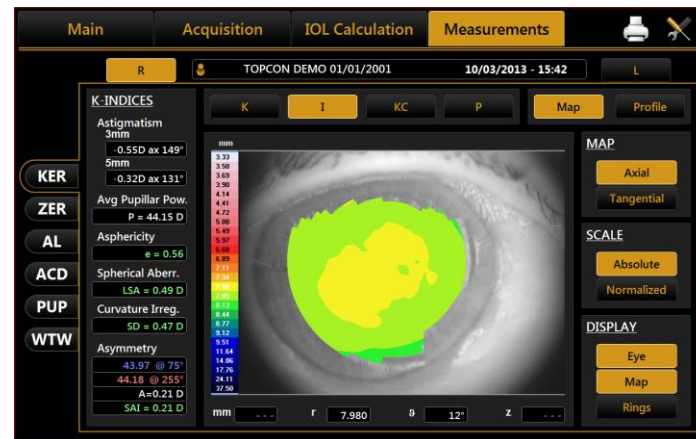 Main Acquisition IOL Calculation Measurements
R TOPCON DEMO 01/01/2001 10/03/2013 - 15:42 L
K-INDICES
Astigmatism
3mm
-0.55D ax 149°
5mm
-0.32D ax 131°
Avg Pupillar Pow.
P = 44.15 D
Asphericity
e = 0.56
Spherical Aberr.
LSA = 0.49 D
Curvature Irreg.
SD = 0.47 D
Asymmetry
43.97 @ 75°
44.18 @ 255°
A=0.21 D
SAI = 0.21 D
KER
ZER
AL
ACD
PUP
WTW
K I KC P Map Profile
mm
3.33
3.50
3.69
3.90
4.14
4.41
4.72
5.08
5.49
5.97
6.89
7.11
7.34
8.13
8.44
8.77
9.12
9.51
11.64
14.06
17.76
24.11
37.50
mm --- r 7.980 9 12° z ---
MAP
Axial
Tangential
SCALE
Absolute
Normalized
DISPLAY
Eye
Map
Rings